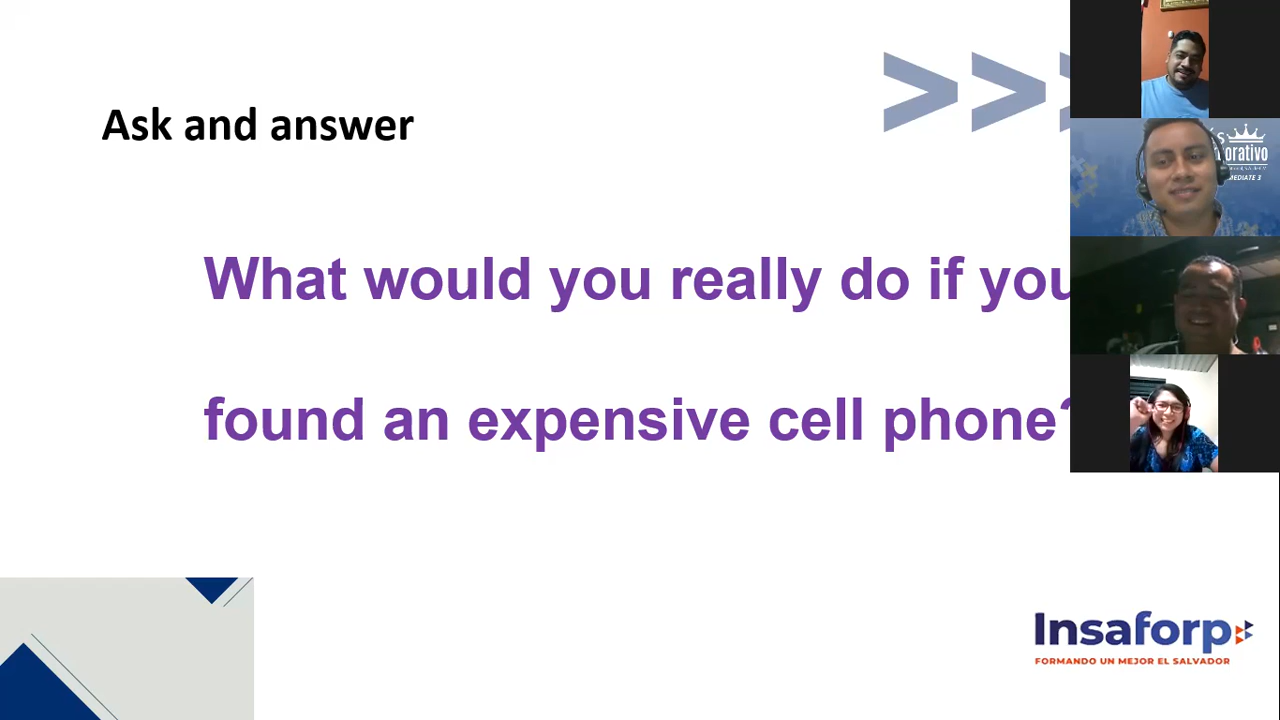 >>>
Ask and answer
What would you really do if you
found an expensive cell phone?
Insaforp
FORMANDO UN MEJOR EL SALVADOR